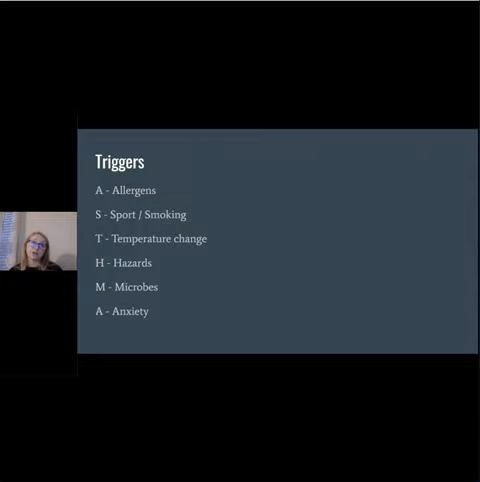 Triggers
A - Allergens
S - Sport / Smoking
T - Temperature change
H - Hazards
M - Microbes
A - Anxiety